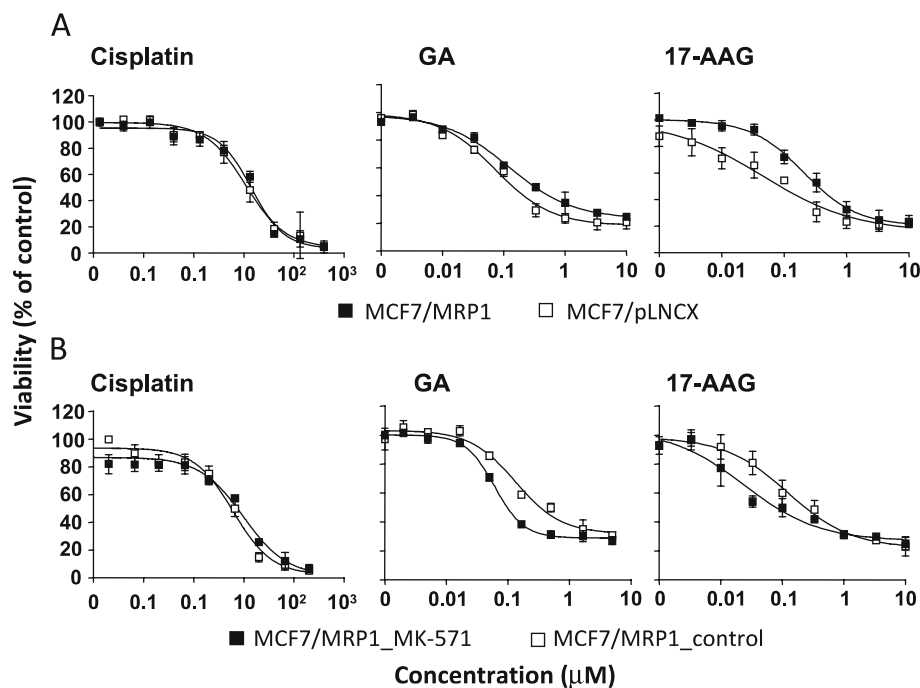 A
Cisplatin GA 17-AAG
120
100
80
60
40
20
0
0 0.1 10 10³ 0 0.01 0.1 1 10 0 0.01 0.1 1 10
■ MCF7/MRP1 □ MCF7/pLNCX
Viability (% of control)
B
Cisplatin GA 17-AAG
120
100
80
60
40
20
0
0 0.1 10 10² 10³ 0 0.01 0.1 1 10 0 0.01 0.1 1 10
■ MCF7/MRP1_MK-571 □ MCF7/MRP1_control
Concentration (μM)